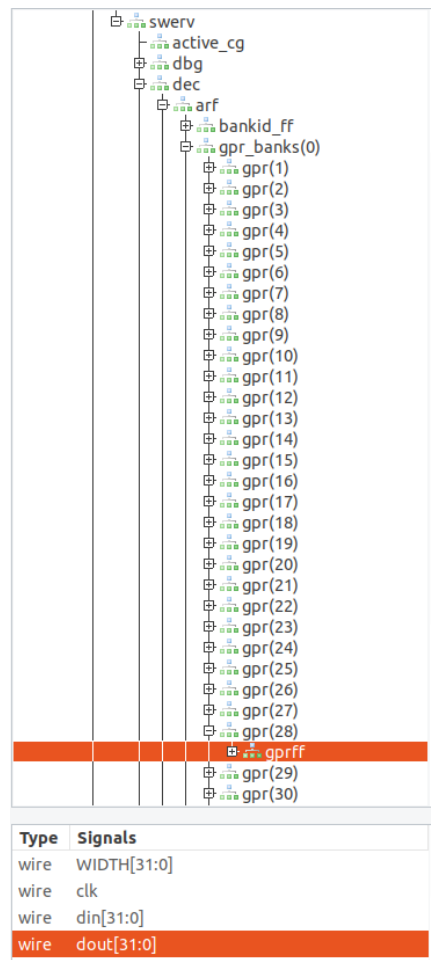 swerv
active_cg
dbg
dec
arf
bankid_ff
gpr_banks(0)
gpr(1)
gpr(2)
gpr(3)
gpr(4)
gpr(5)
gpr(6)
gpr(7)
gpr(8)
gpr(9)
gpr(10)
gpr(11)
gpr(12)
gpr(13)
gpr(14)
gpr(15)
gpr(16)
gpr(17)
gpr(18)
gpr(19)
gpr(20)
gpr(21)
gpr(22)
gpr(23)
gpr(24)
gpr(25)
gpr(26)
gpr(27)
gpr(28)
gprff
gpr(29)
gpr(30)
Type Signals
wire WIDTH[31:0]
wire clk
wire din[31:0]
wire dout[31:0]